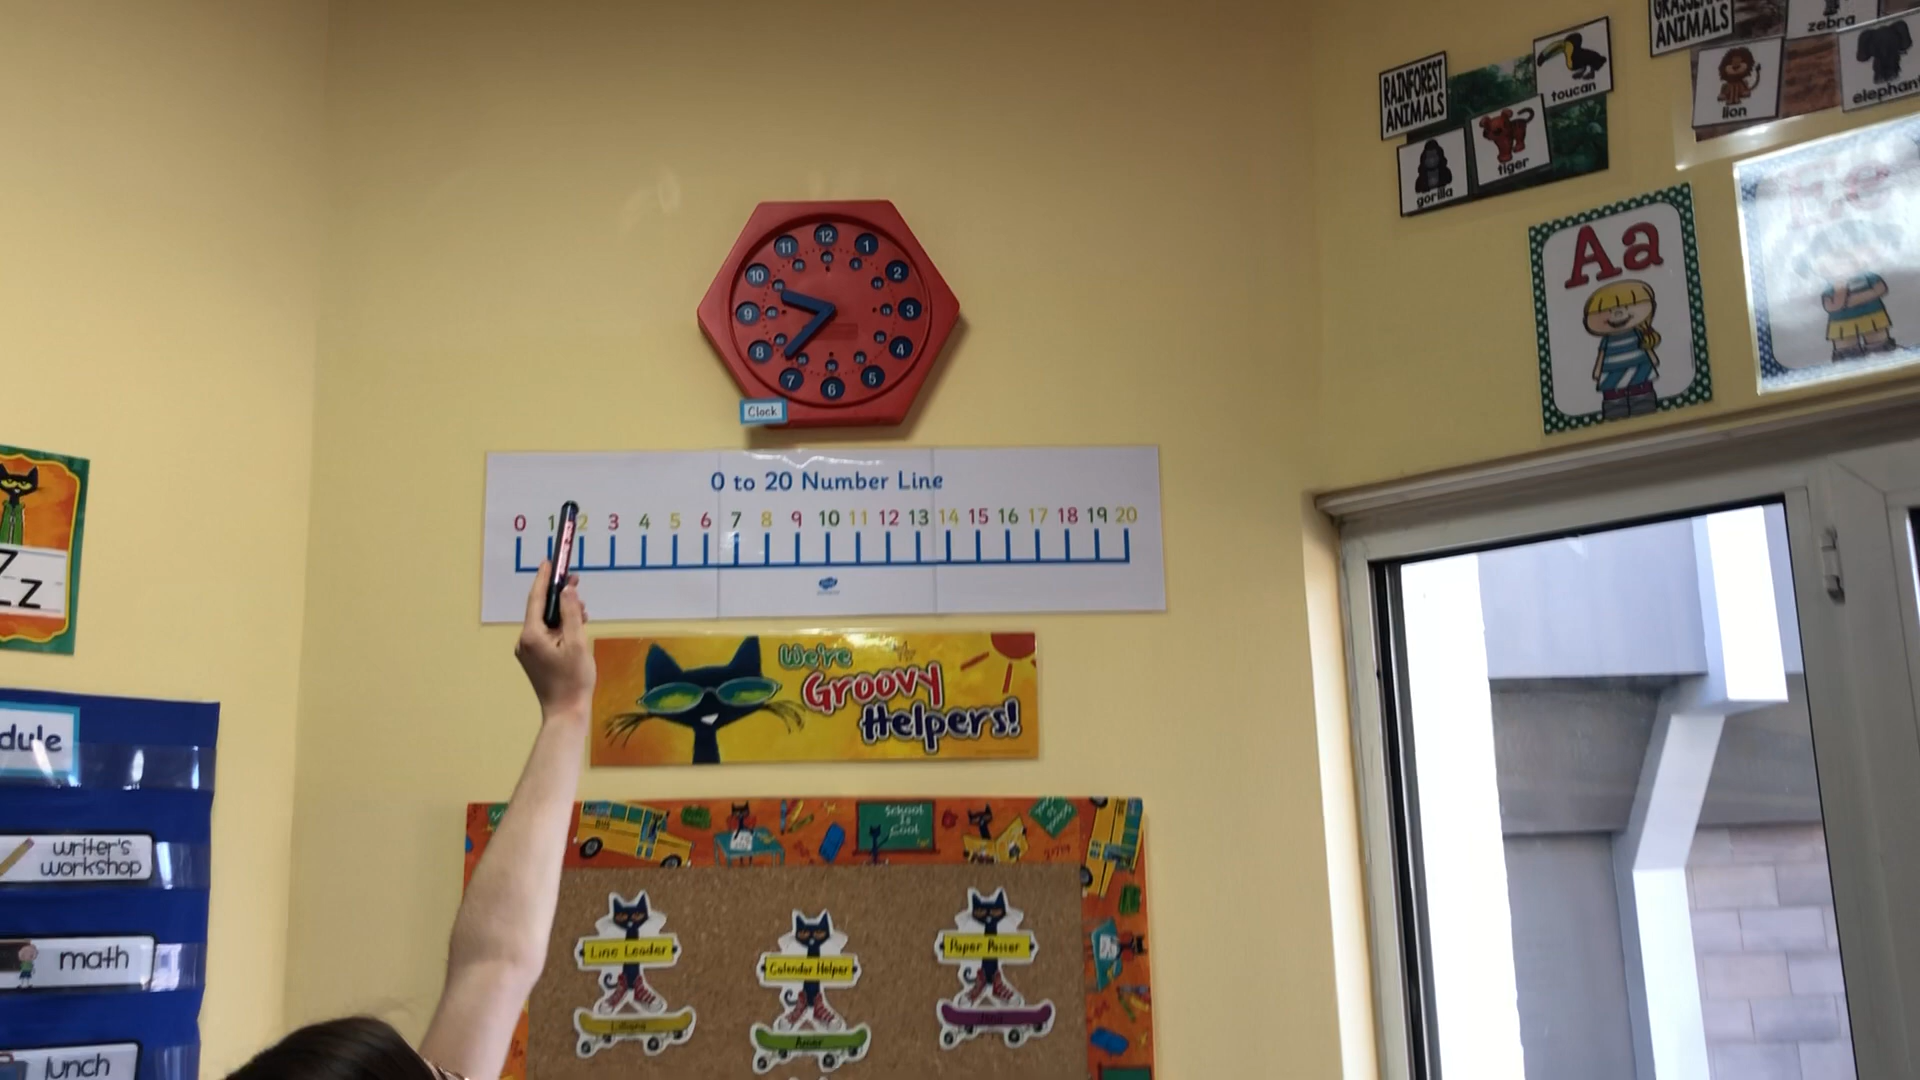 RAINFOREST
ANIMALS
toucan
gorilla
tiger
ANIMALS
zebra
lion
elephant
Aa
12
1
2
3
4
5
6
7
8
9
10
11
Clock
0 to 20 Number Line
0 1 2 3 4 5 6 7 8 9 10 11 12 13 14 15 16 17 18 19 20
We're
Groovy
Helpers!
School
Is
Cool
Line Leader
Calendar Helper
Paper Passer
Amar
Zz
dule
writer's
workshop
math
lunch